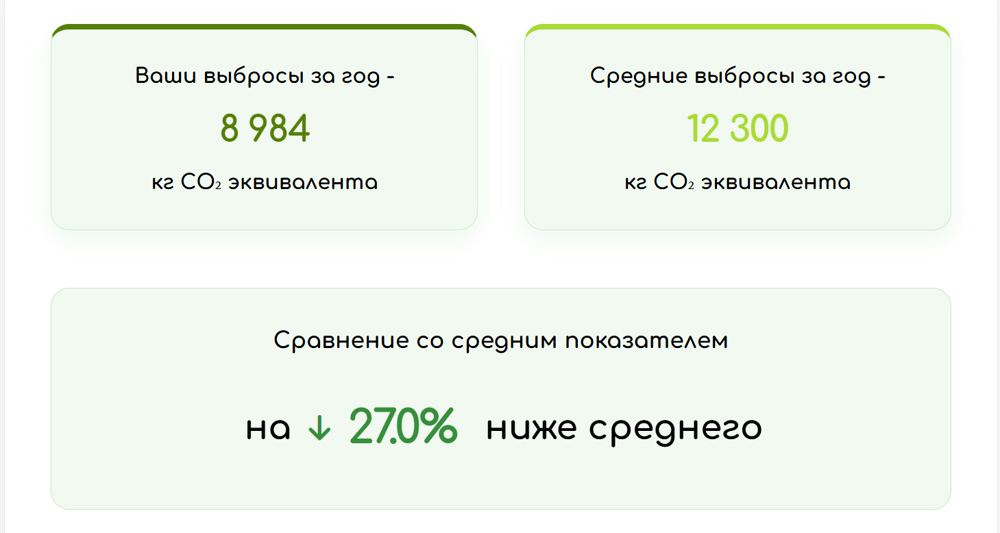 Ваши выбросы за год -
8 984
кг CO₂ эквивалента
Средние выбросы за год -
12 300
кг CO₂ эквивалента
Сравнение со средним показателем
на ↓ 27.0% ниже среднего